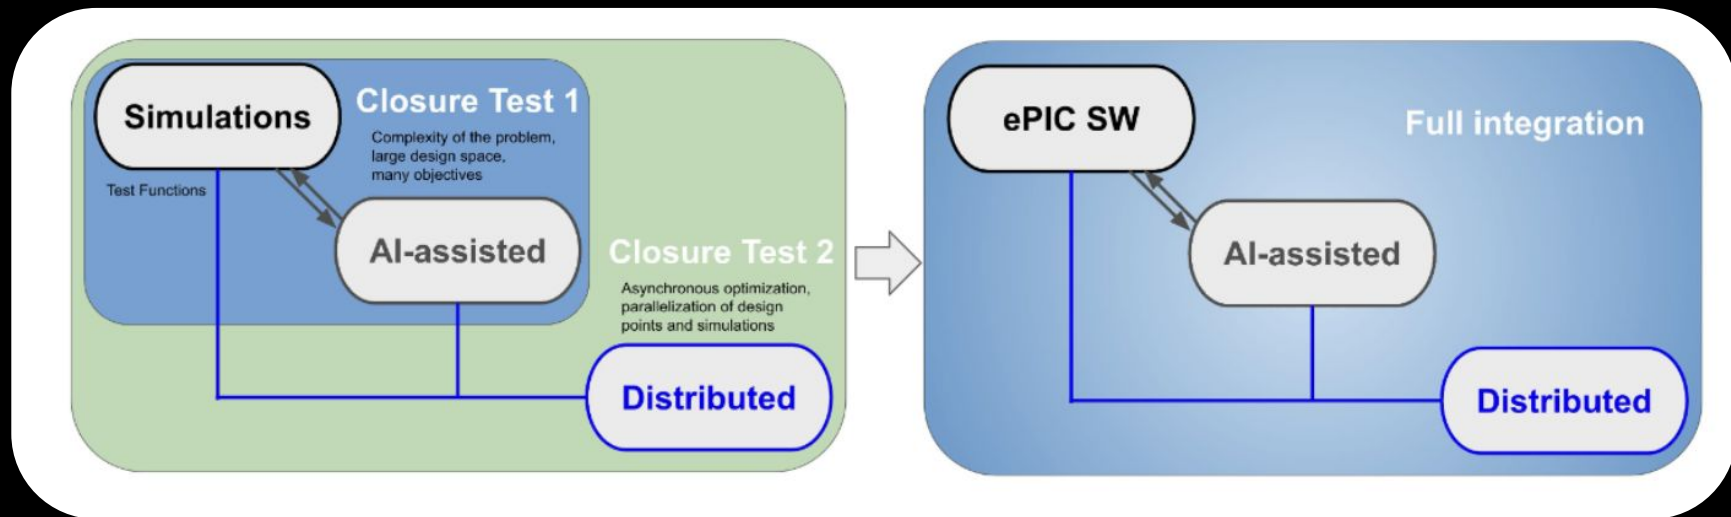 Simulations
Closure Test 1
Complexity of the problem,
large design space,
many objectives
Test Functions
AI-assisted
Closure Test 2
Asynchronous optimization,
parallelization of design
points and simulations
Distributed
ePIC SW
Full integration
AI-assisted
Distributed